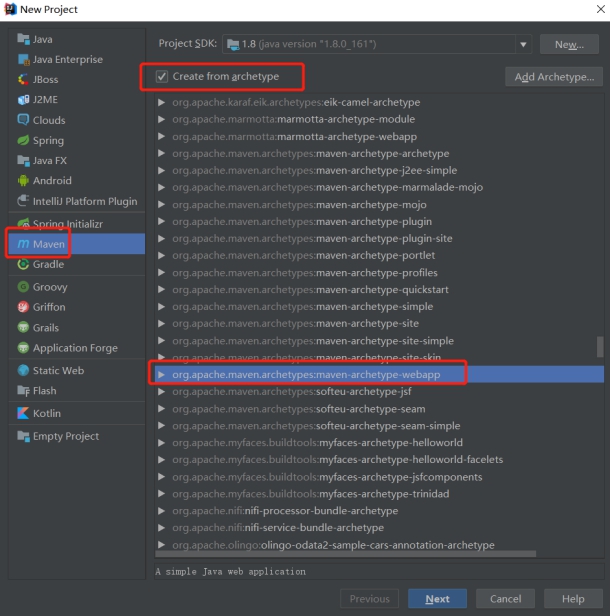 New Project
Java
Java Enterprise
JBoss
J2ME
Clouds
Spring
Java FX
Android
IntelliJ Platform Plugin
Spring Initializr
Maven
Gradle
Groovy
Griffon
Grails
Application Forge
Static Web
Flash
Kotlin
Empty Project
Project SDK: 1.8 (java version "1.8.0_161") New...
Create from archetype Add Archetype...
org.apache.karaf.eik.archetypes:eik-camel-archetype
org.apache.marmotta:marmotta-archetype-module
org.apache.marmotta:marmotta-archetype-webapp
org.apache.maven.archetypes:maven-archetype-archetype
org.apache.maven.archetypes:maven-archetype-j2ee-simple
org.apache.maven.archetypes:maven-archetype-marmalade-mojo
org.apache.maven.archetypes:maven-archetype-mojo
org.apache.maven.archetypes:maven-archetype-plugin
org.apache.maven.archetypes:maven-archetype-plugin-site
org.apache.maven.archetypes:maven-archetype-portlet
org.apache.maven.archetypes:maven-archetype-profiles
org.apache.maven.archetypes:maven-archetype-quickstart
org.apache.maven.archetypes:maven-archetype-simple
org.apache.maven.archetypes:maven-archetype-site
org.apache.maven.archetypes:maven-archetype-site-simple
org.apache.maven.archetypes:maven-archetype-site-skin
org.apache.maven.archetypes:maven-archetype-webapp
org.apache.maven.archetypes:softeu-archetype-jsf
org.apache.maven.archetypes:softeu-archetype-seam
org.apache.maven.archetypes:softeu-archetype-seam-simple
org.apache.myfaces.buildtools:myfaces-archetype-helloworld
org.apache.myfaces.buildtools:myfaces-archetype-helloworld-facelets
org.apache.myfaces.buildtools:myfaces-archetype-jsfcomponents
org.apache.myfaces.buildtools:myfaces-archetype-trinidad
org.apache.nifi:nifi-processor-bundle-archetype
org.apache.nifi:nifi-service-bundle-archetype
org.apache.olingo:olingo-odata2-sample-cars-annotation-archetype
A simple Java web application
Previous Next Cancel Help